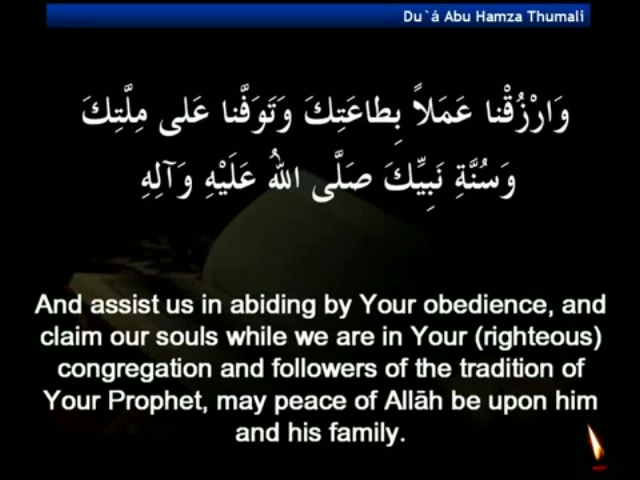 Du`á Abu Hamza Thumali
وَارْزُقْنا عَمَلاً بِطاعَتِكَ وَتَوَفَّنا عَلى مِلَّتِكَ
وَسُنَّةِ نَبِيِّكَ صَلَّى اللهُ عَلَيْهِ وَآلِهِ
And assist us in abiding by Your obedience, and
claim our souls while we are in Your (righteous)
congregation and followers of the tradition of
Your Prophet, may peace of Allāh be upon him
and his family.